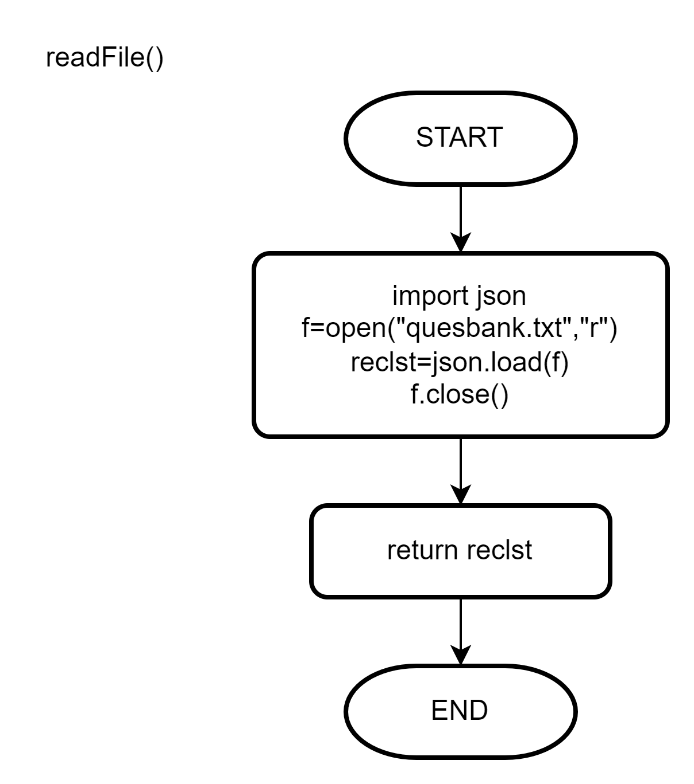 readFile()
START
import json
f=open("quesbank.txt","r")
reclst=json.load(f)
f.close()
return reclst
END